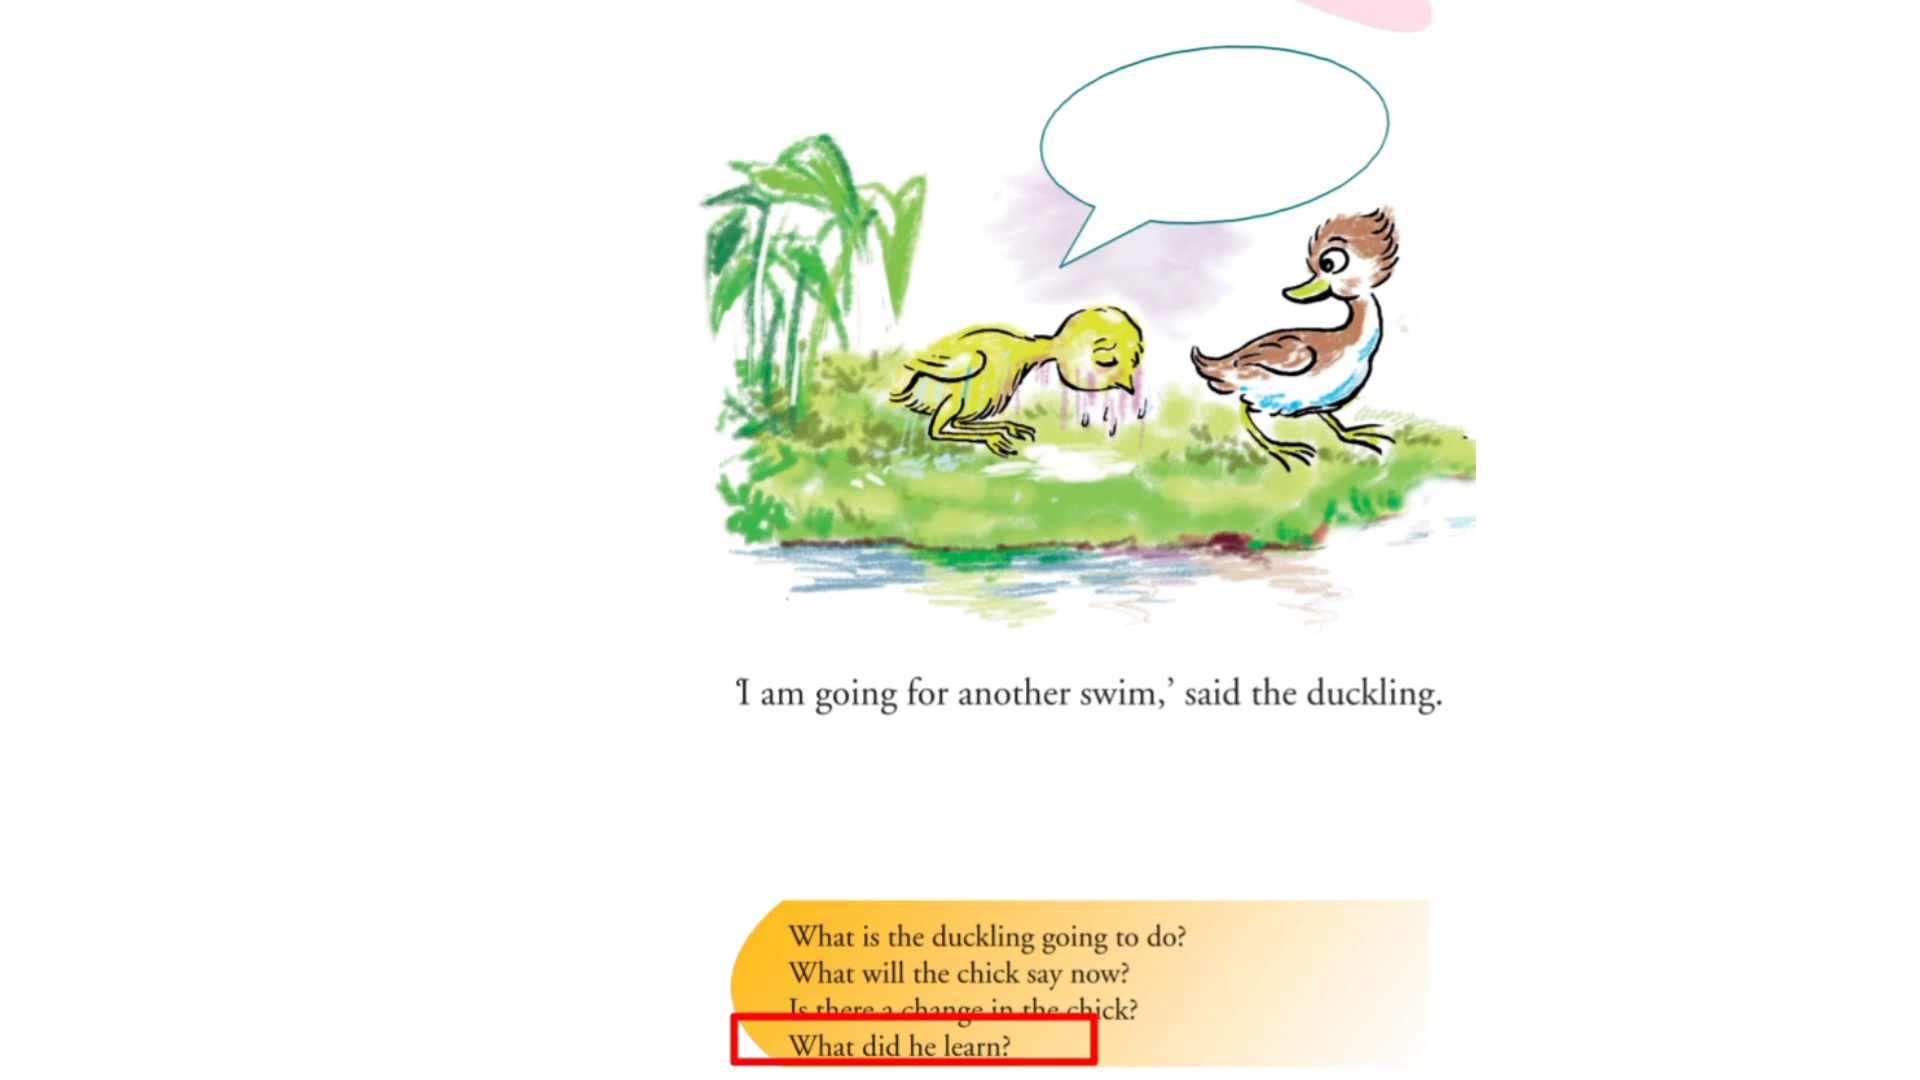 'I am going for another swim,' said the duckling.
What is the duckling going to do?
What will the chick say now?
Is there a change in the chick?
What did he learn?